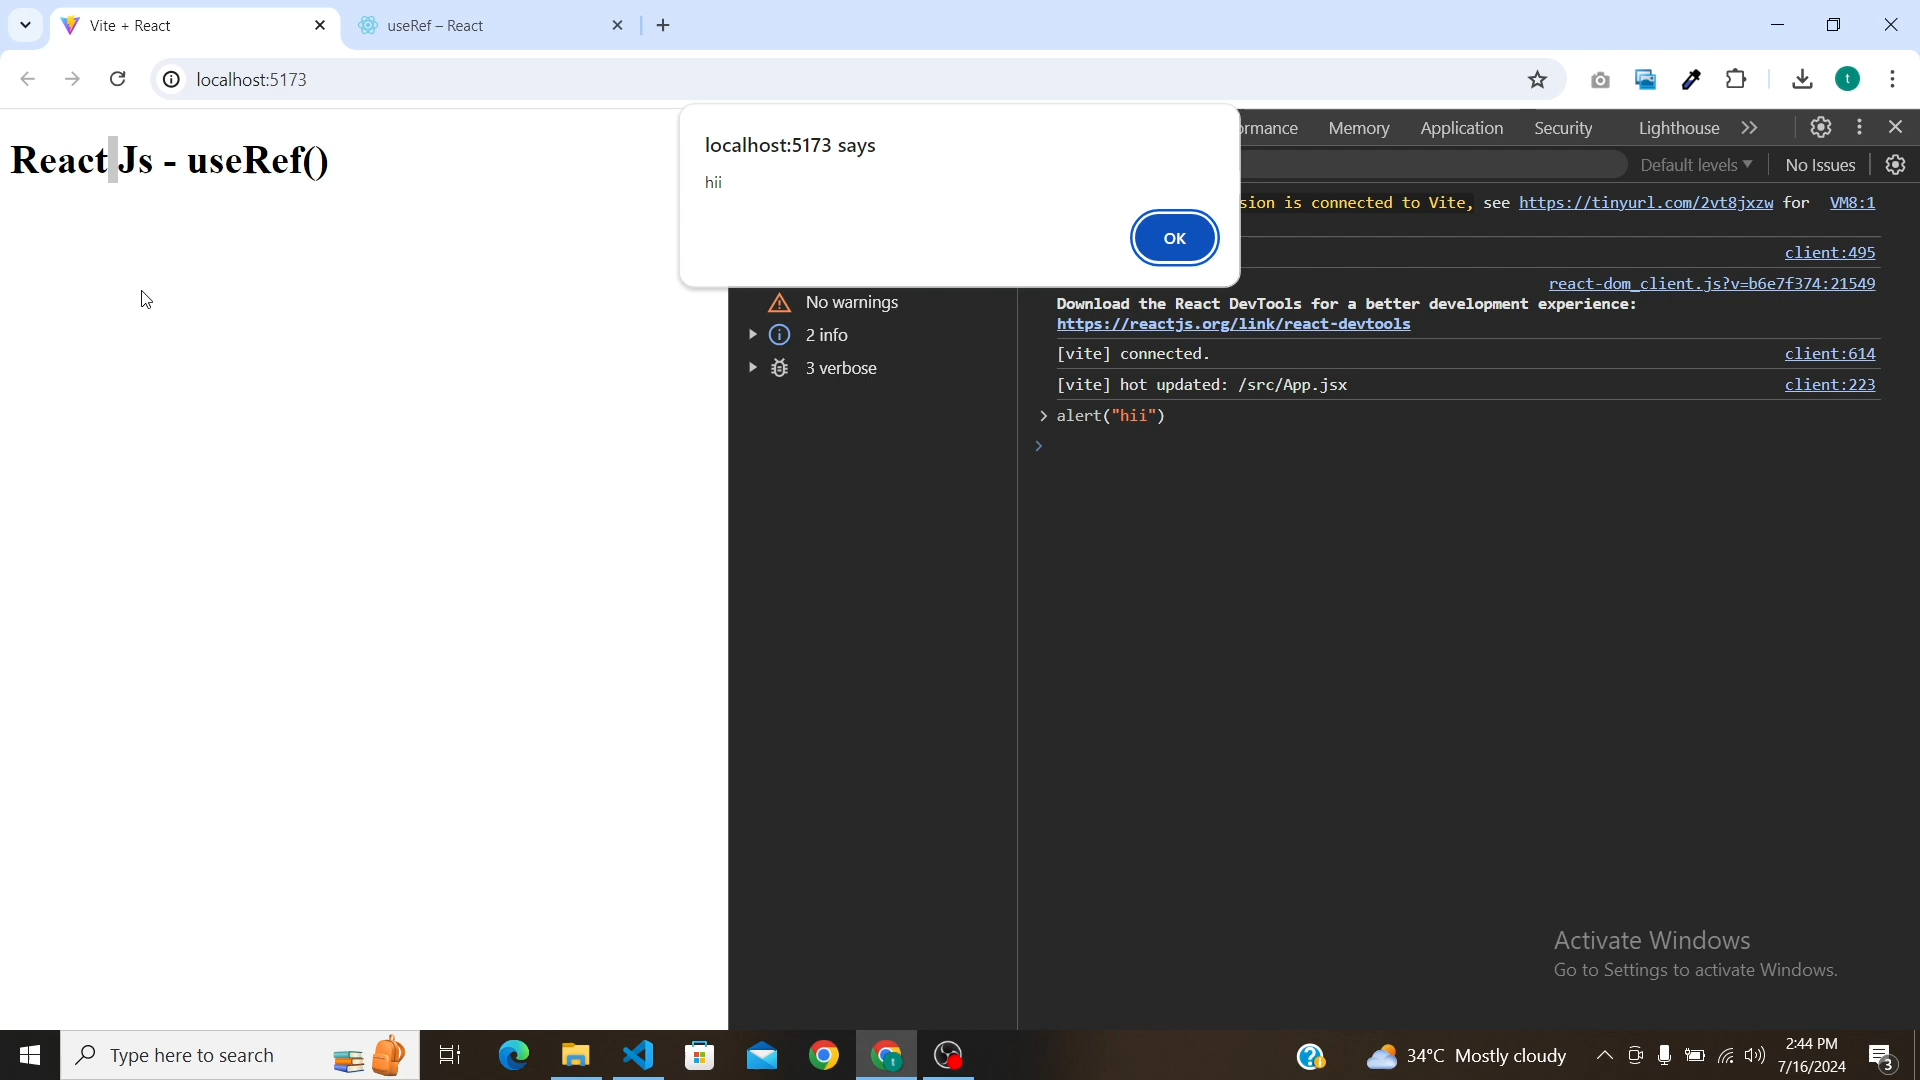 Vite + React
useRef – React
localhost:5173
React Js - useRef()
localhost:5173 says
hii
OK
rmance
Memory
Application
Security
Lighthouse
Default levels
No Issues
sion is connected to Vite, see https://tinyurl.com/2vt8jxzw for
VM8:1
client:495
react-dom_client.js?v=b6e7f374:21549
Download the React DevTools for a better development experience:
https://reactjs.org/link/react-devtools
[vite] connected.
client:614
[vite] hot updated: /src/App.jsx
client:223
alert("hii")
No warnings
2 info
3 verbose
Activate Windows
Go to Settings to activate Windows.
Type here to search
34°C Mostly cloudy
2:44 PM
7/16/2024
3
t